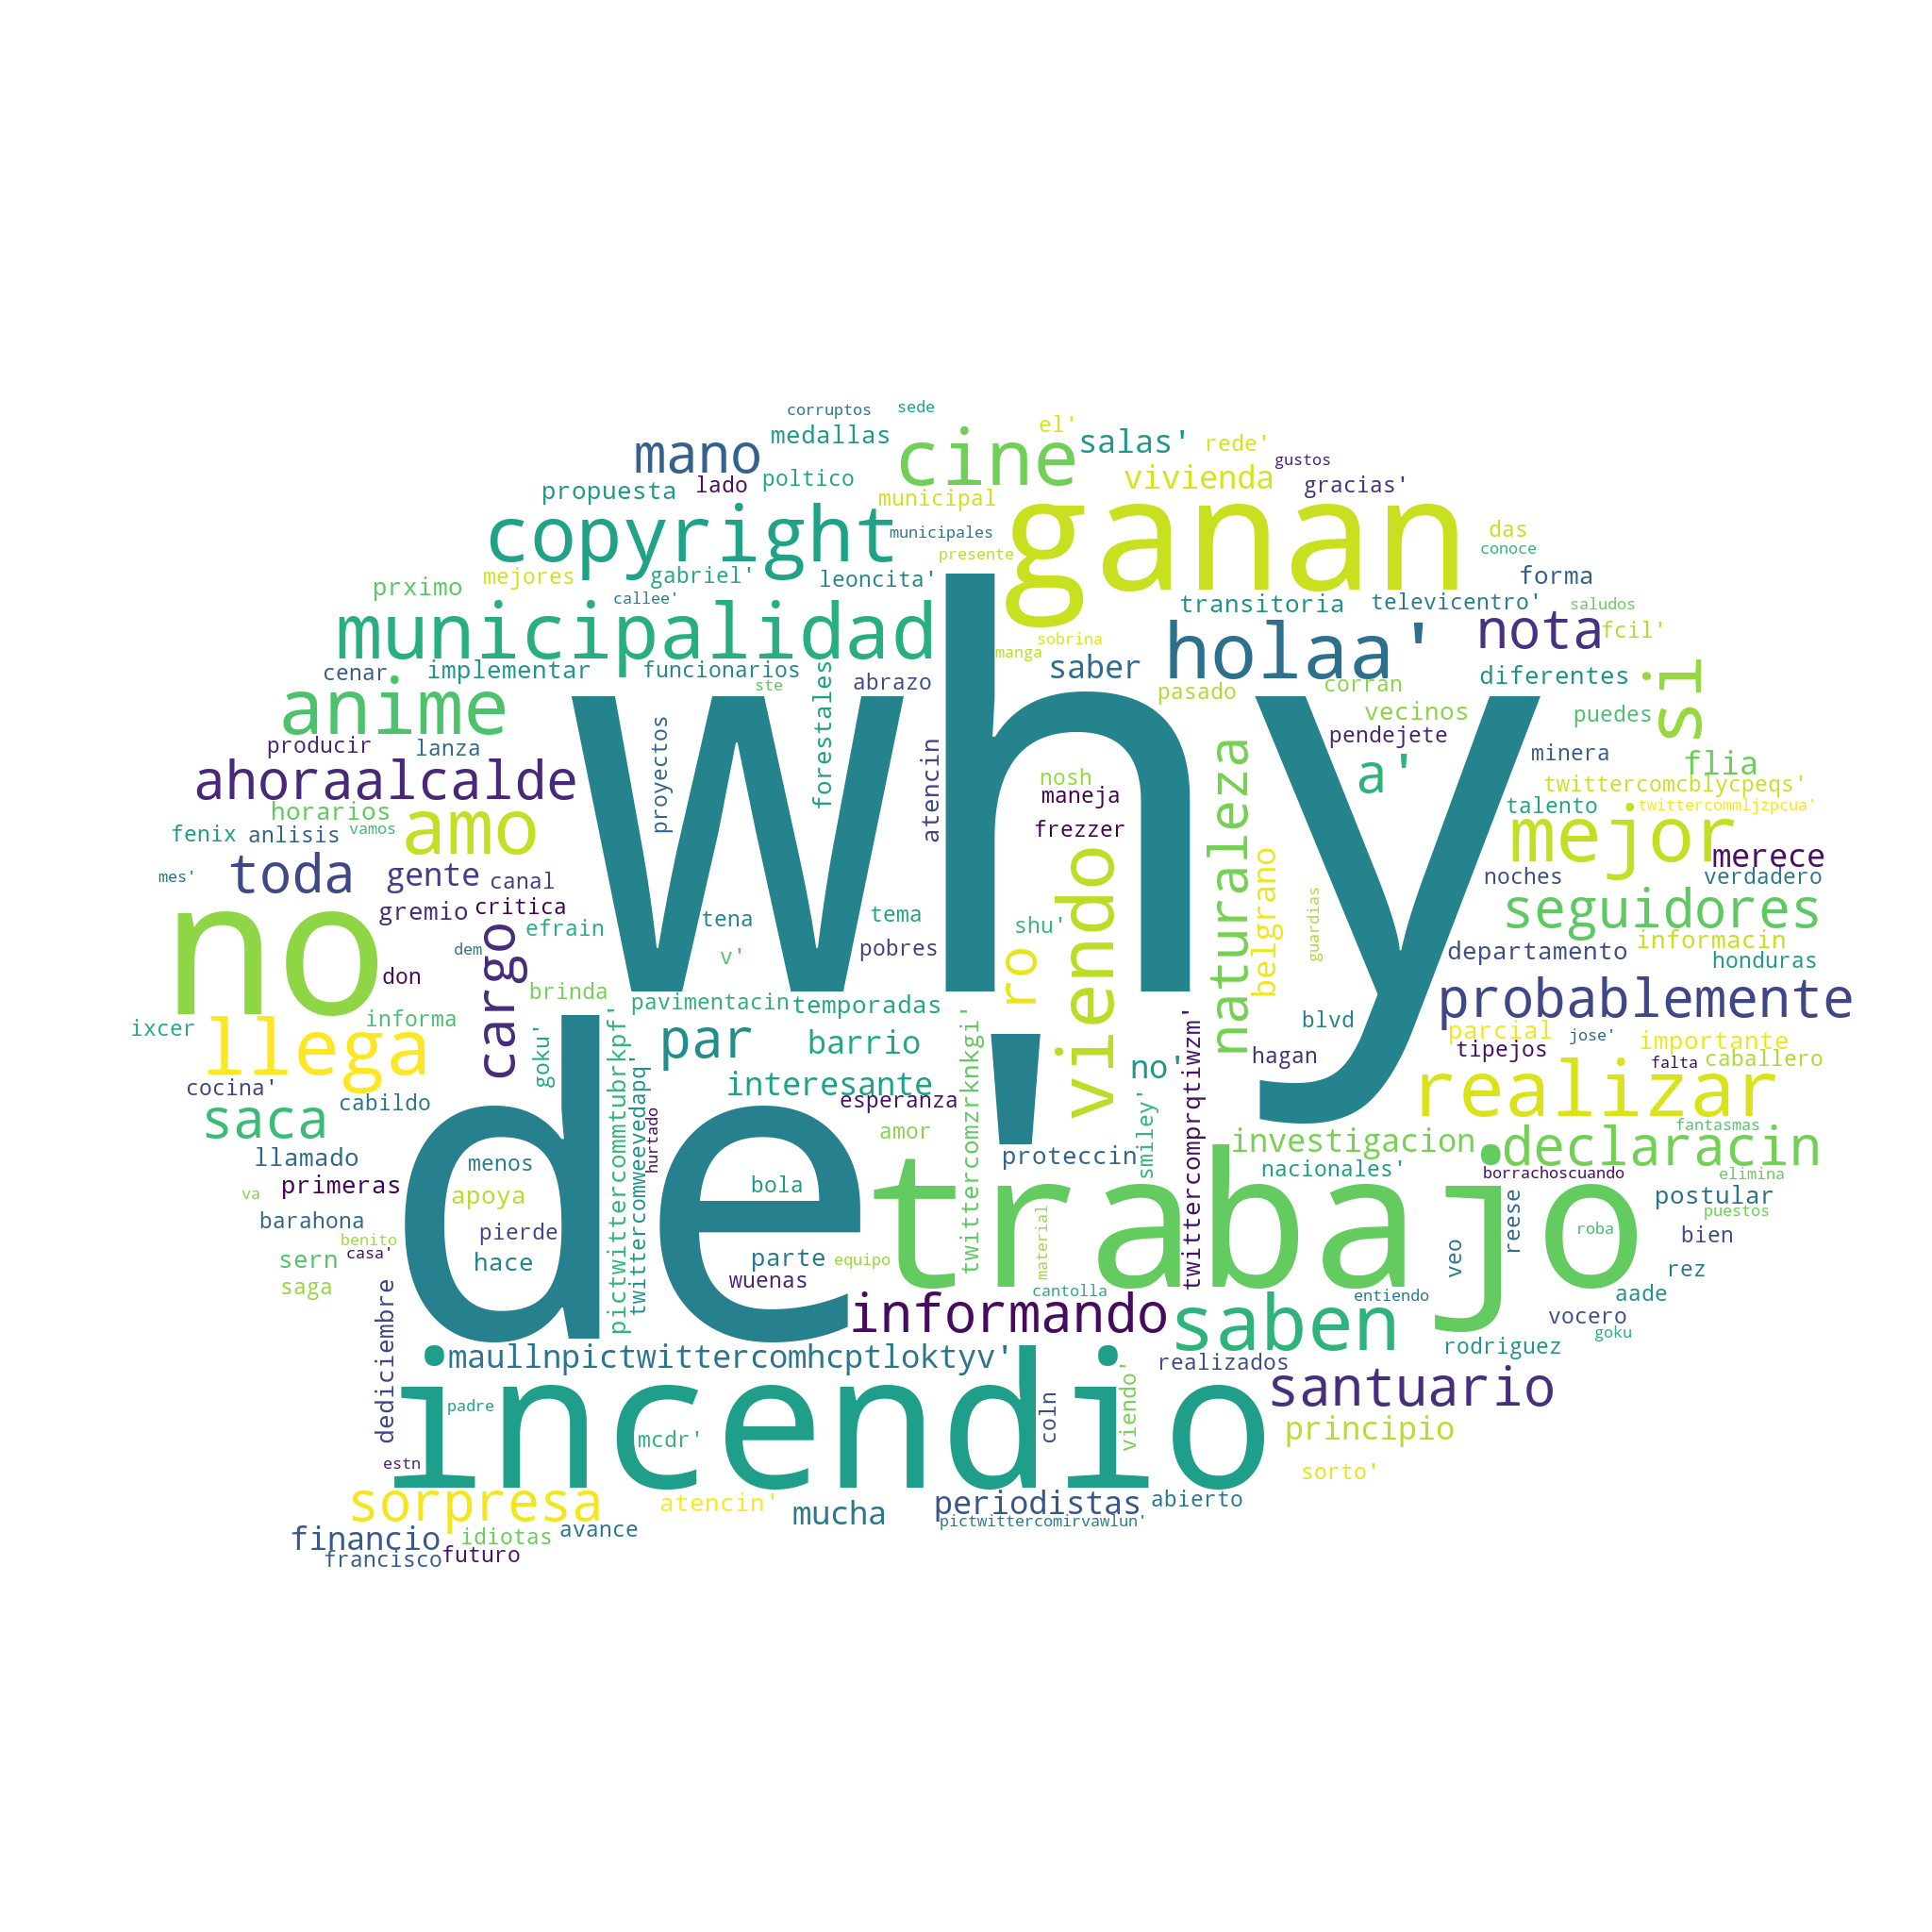 corruptos
sede
el'
mano
medallas
cine
salas'
rede'
gustos
propuesta
lado
poltico
municipal
vivienda
gracias'
copyright
municipales
presente
ganan
das
conoce
prximo
mejores
gabriel'
leoncita'
forma
callee'
transitoria
televicentro'
saludos
municipalidad
manga
sobrina
holaa'
nota
fcil'
cenar
implementar
funcionarios
ste
forestales
abrazo
saber
pasado
corran
diferentes
si
anime
vecinos
puedes
producir
lanza
proyectos
atencin
pendejete
minera
flia
ahoraalcalde
why
nosh
maneja
naturaleza
a'
twittercomcblycpeqs'
horarios
talento
twittercommljzpcua'
fenix
anlisis
vamos
amo
frezzer
mejor
merece
mes'
toda
gente
canal
viendo
belgrano
noches
verdadero
no
gremio
critica
tena
tema
guardias
seguidores
efrain
shu'
dem
cargo
v'
pobres
ro
departamento
informacin
honduras
don
brinda
pavimentacin
temporadas
probablemente
ixcer
informa
blvd
llega
goku'
pictwittercommtubrkpf'
par
barrio
twittercomzrknkgi'
no'
twittercomprqtiwzm'
hagan
parcial
jose'
importante
tipejos
falta
caballero
cocina'
cabildo
twittercomweevedapq'
interesante
esperanza
'
realizar
saca
de
hurtado
amor
smiley'
investigacion
declaracin
fantasmas
llamado
menos
proteccin
nacionales'
borrachoscuando
elimina
va
primeras
apoya
bola
trabajo
postular
puestos
barahona
pierde
material
reese
roba
bien
benito
casa'
sern
hace
parte
equipo
veo
rez
saga
wuenas
cantolla
entiendo
aade
dediciembre
informando
saben
vocero
goku
maullnpictwittercomhcptloktyv'
realizados
rodriguez
incendio
padre
santuario
mcdr'
coln
viendo'
principio
estn
sorto'
sorpresa
atencin'
mucha
periodistas
abierto
pictwittercomirvawlun'
financio
idiotas
avance
francisco
futuro